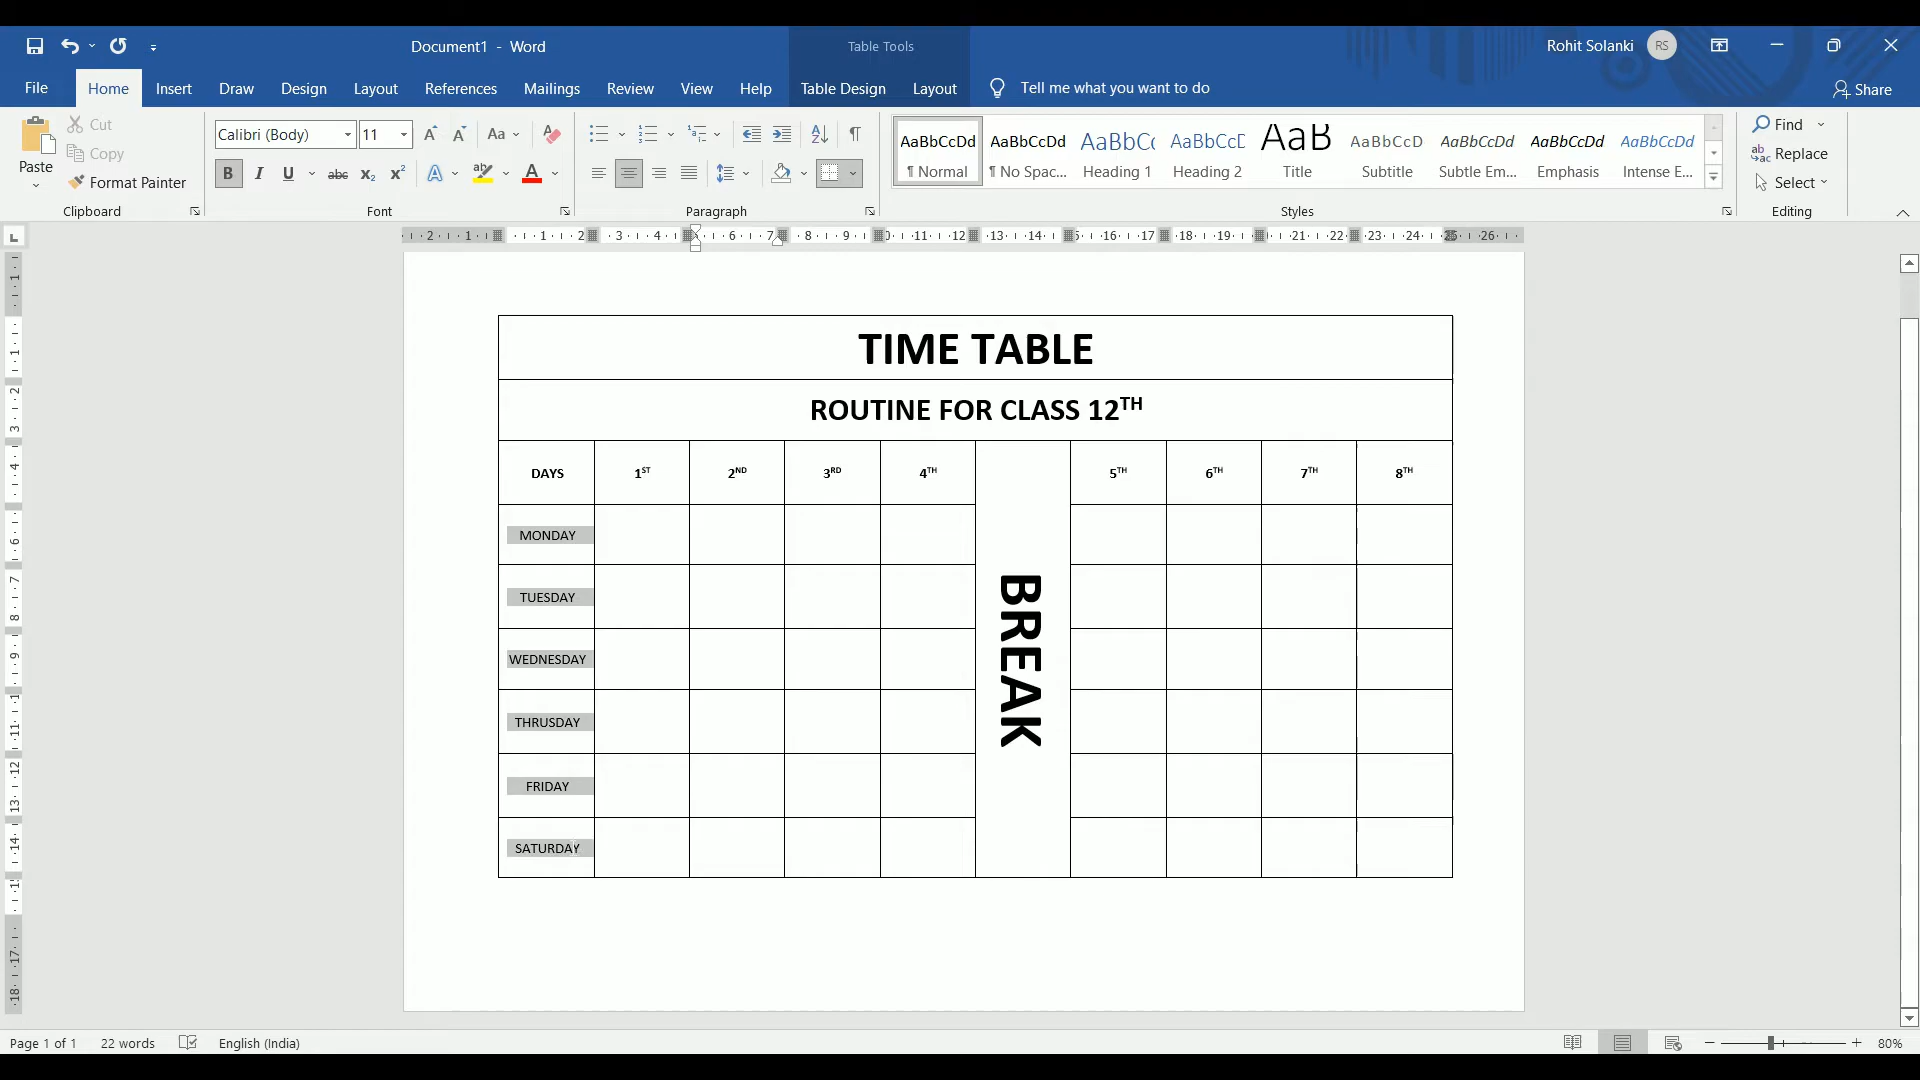 Document1 - Word
Table Tools
Rohit Solanki
RS
File
Home
Insert
Draw
Design
Layout
References
Mailings
Review
View
Help
Table Design
Layout
Tell me what you want to do
Share
Paste
Cut
Copy
Format Painter
Clipboard
Calibri (Body)
11
Font
Paragraph
AaBbCcDd
¶ Normal
AaBbCcDd
¶ No Spac...
AaBbCc
Heading 1
AaBbCcD
Heading 2
AaB
Title
AaBbCcD
Subtitle
AaBbCcDd
Subtle Em...
AaBbCcDd
Emphasis
AaBbCcDd
Intense E...
Styles
Find
Replace
Select
Editing
TIME TABLE
ROUTINE FOR CLASS 12TH
DAYS 1ST 2ND 3RD 4TH 5TH 6TH 7TH 8TH
MONDAY
TUESDAY
WEDNESDAY
THRUSDAY
FRIDAY
SATURDAY
BREAK
Page 1 of 1
22 words
English (India)
80%